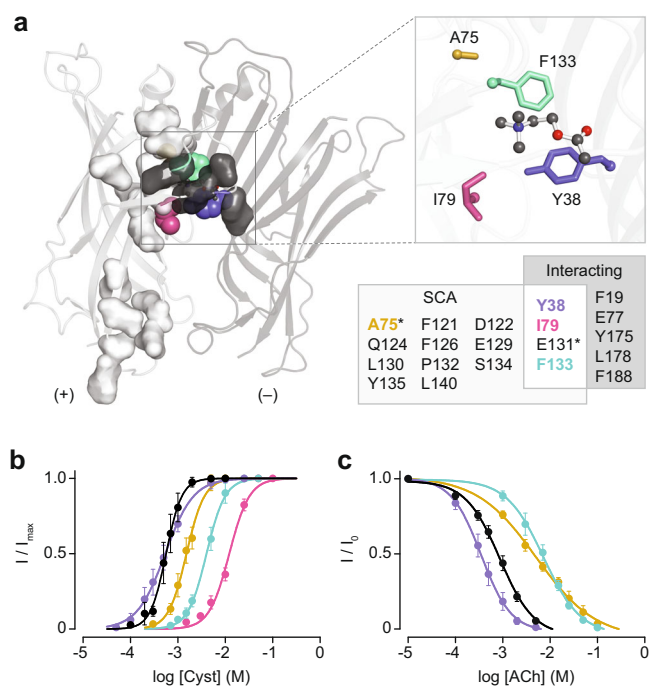 a
A75
F133
I79
Y38
(+)
(–)
Interacting
SCA
A75* F121 D122
Q124 F126 E129
L130 P132 S134
Y135 L140
Y38
I79
E131*
F133
F19
E77
Y175
L178
F188
b
I / Imax
1.0
0.5
0
-5 -4 -3 -2 -1 0
log [Cyst] (M)
c
I / I0
1.0
0.5
0
-5 -4 -3 -2 -1 0
log [ACh] (M)